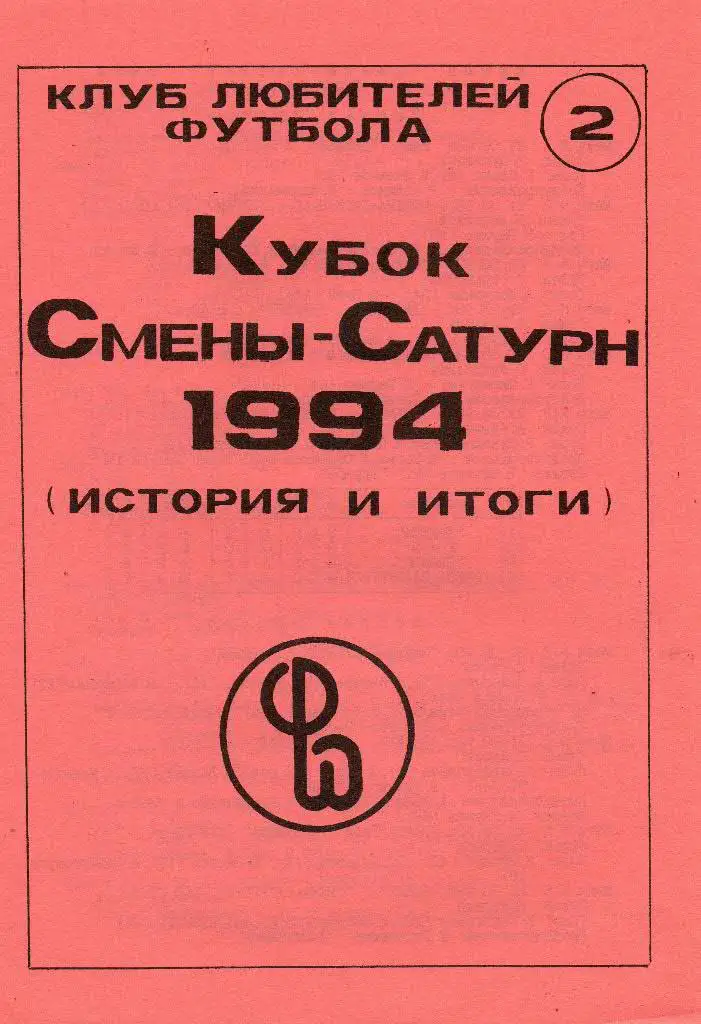 КЛУБ ЛЮБИТЕЛЕЙ
ФУТБОЛА
2
КУБОК
СМЕНЫ-САТУРН
1994
(ИСТОРИЯ И ИТОГИ)